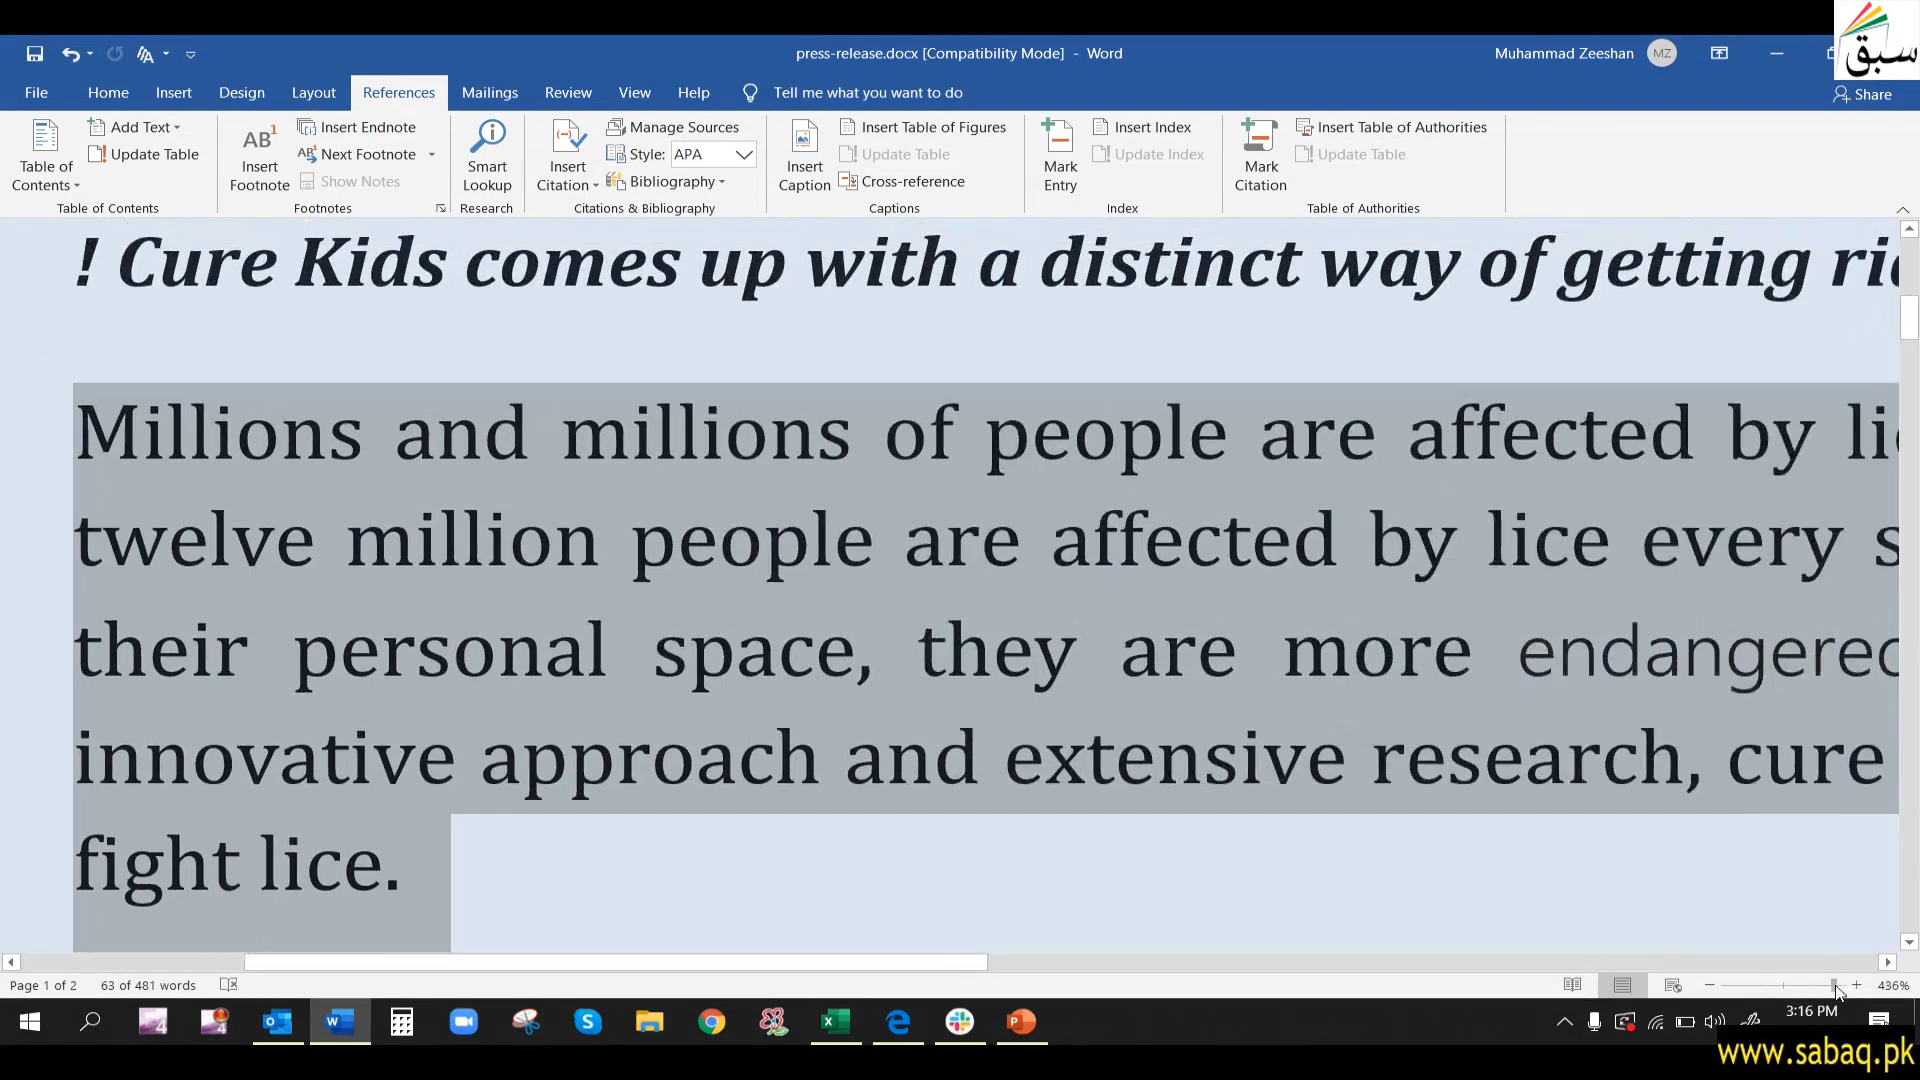 سبق
press-release.docx [Compatibility Mode] - Word
Muhammad Zeeshan
MZ
File
Home
Insert
Design
Layout
References
Mailings
Review
View
Help
Tell me what you want to do
Share
Table of Contents
Add Text
Update Table
Table of Contents
AB1
Insert Footnote
Insert Endnote
Next Footnote
Show Notes
Footnotes
Smart Lookup
Research
Insert Citation
Manage Sources
Style: APA
Bibliography
Citations & Bibliography
Insert Caption
Insert Table of Figures
Update Table
Cross-reference
Captions
Mark Entry
Insert Index
Update Index
Index
Mark Citation
Insert Table of Authorities
Update Table
Table of Authorities
! Cure Kids comes up with a distinct way of getting
Millions and millions of people are affected by
twelve million people are affected by lice every
their personal space, they are more endangered
innovative approach and extensive research, cure
fight lice.
Page 1 of 2
63 of 481 words
436%
3:16 PM
www.sabaq.pk